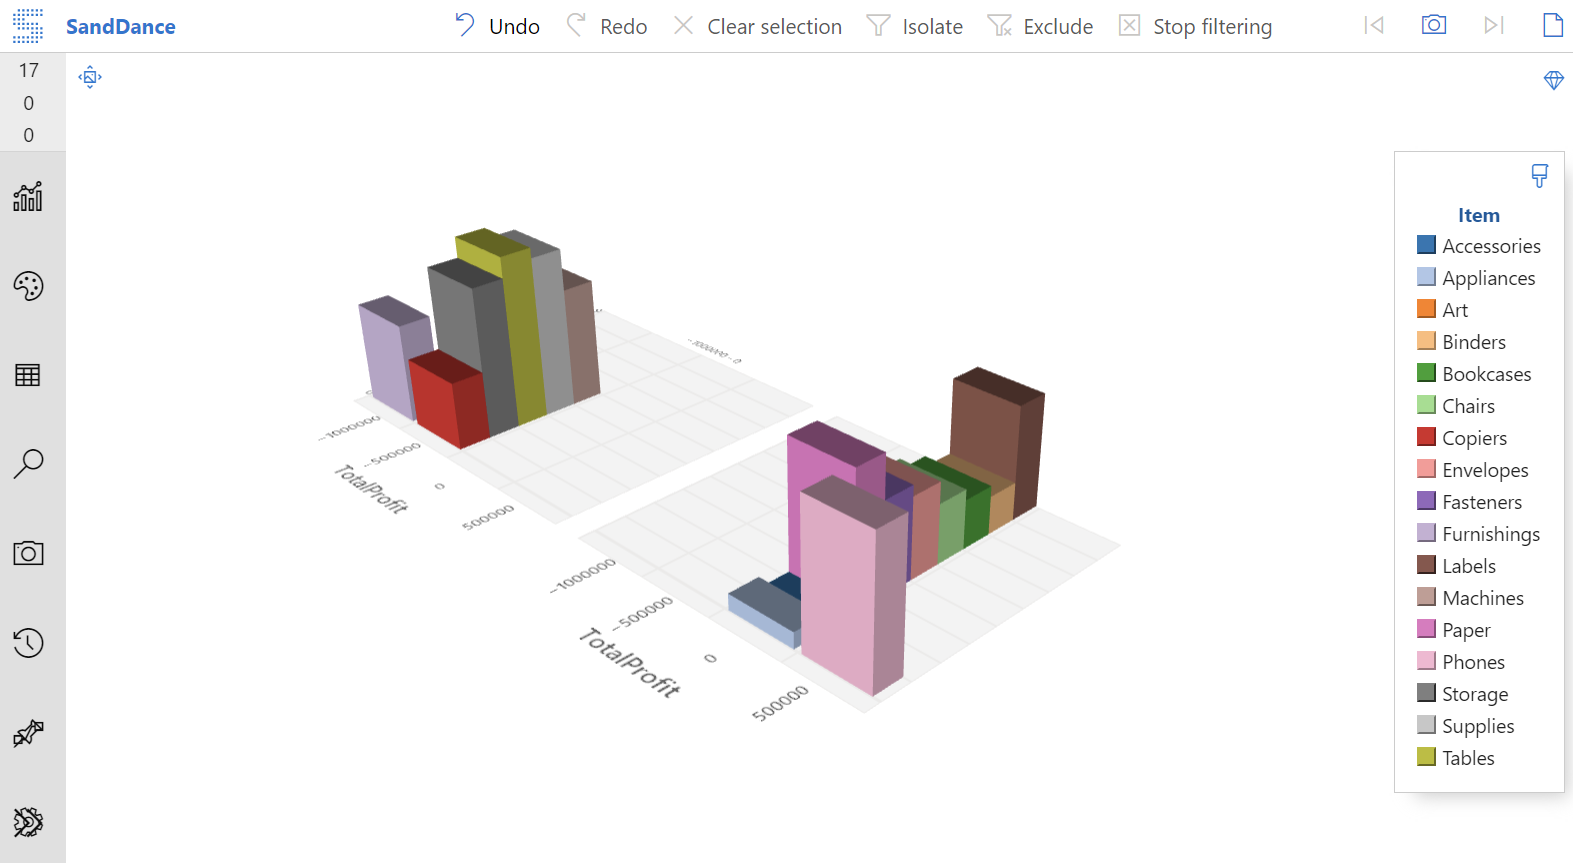 SandDance
Undo
Redo
Clear selection
Isolate
Exclude
Stop filtering
17
0
0
--1000000--0
--1000000
--500000
0
500000
TotalProfit
--1000000
--500000
0
500000
TotalProfit
Item
Accessories
Appliances
Art
Binders
Bookcases
Chairs
Copiers
Envelopes
Fasteners
Furnishings
Labels
Machines
Paper
Phones
Storage
Supplies
Tables